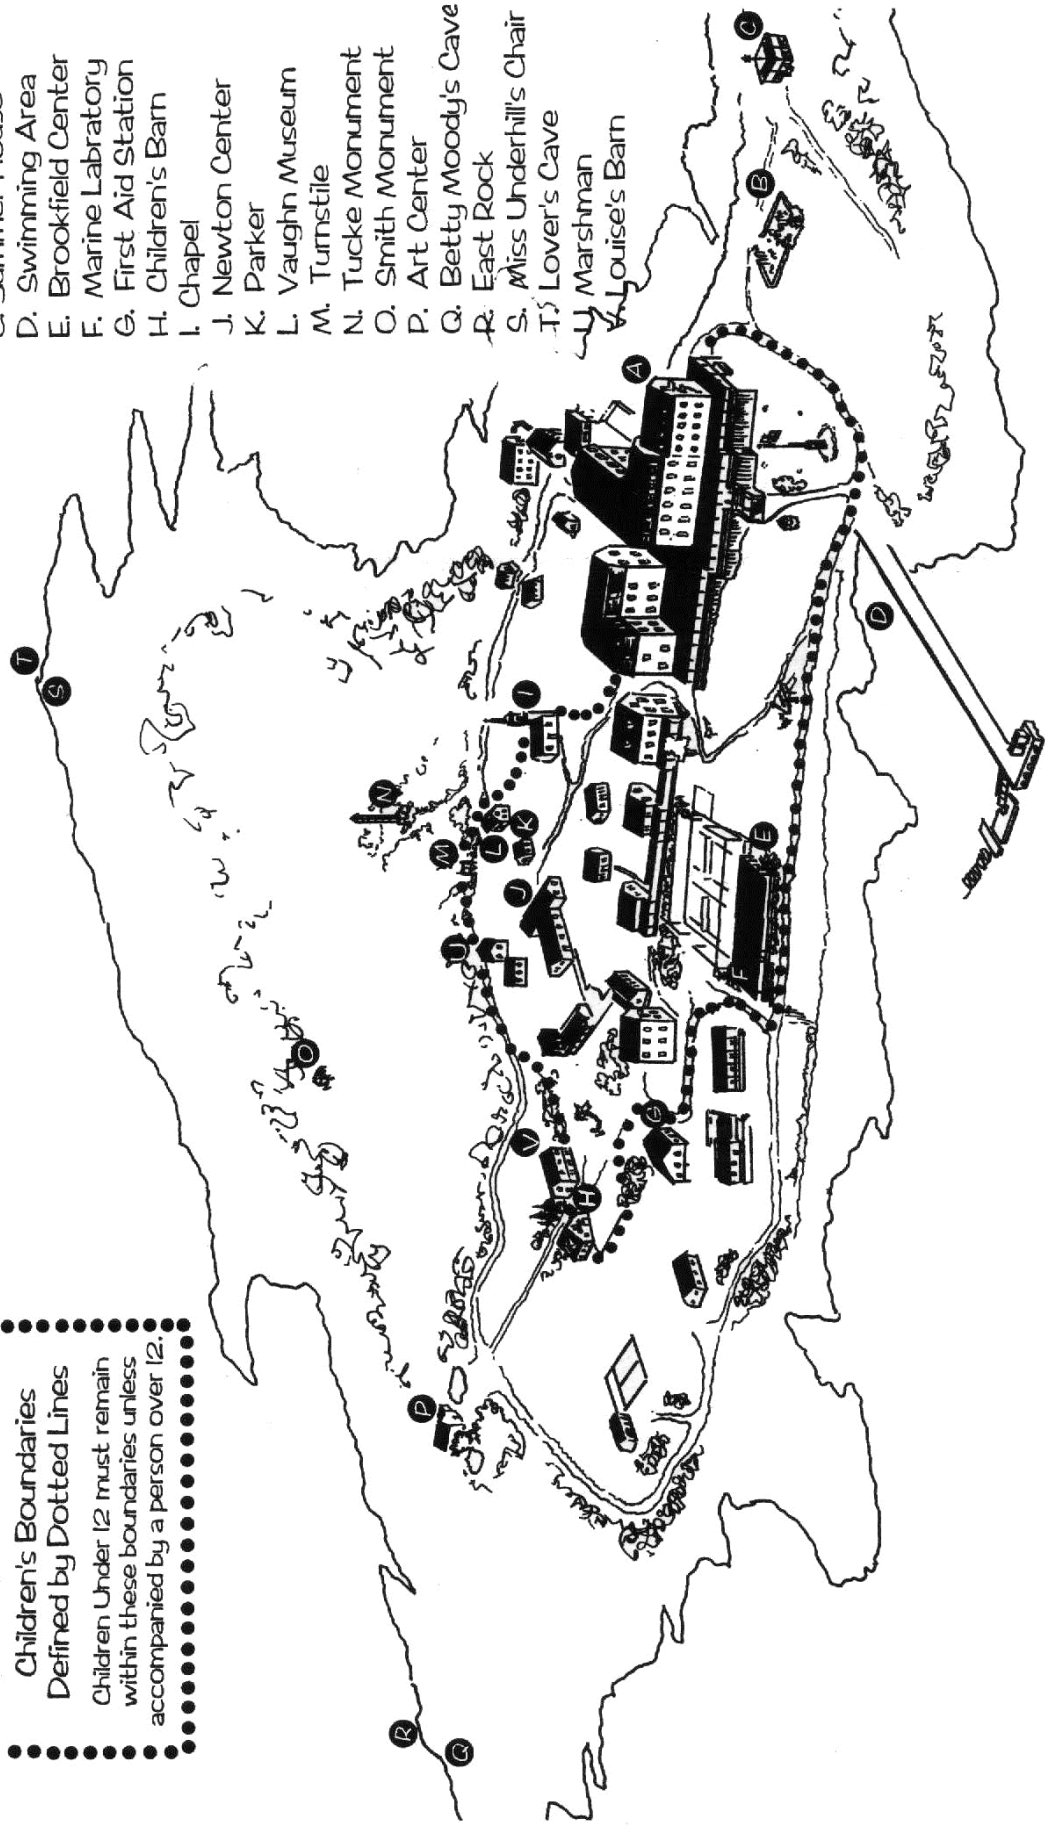 Children's Boundaries
Defined by Dotted Lines
Children Under 12 must remain
within these boundaries unless
accompanied by a person over 12.
D. Swimming Area
E. Brookfield Center
F. Marine Labratory
G. First Aid Station
H. Children's Barn
I. Chapel
J. Newton Center
K. Parker
L. Vaughn Museum
M. Turnstile
N. Tucke Monument
O. Smith Monument
P. Art Center
Q. Betty Moody's Cave
R. East Rock
S. Miss Underhill's Chair
T. Lover's Cave
U. Marshman
V. Louise's Barn
R
Q
P
O
T
S
N
M
U
L
K
J
I
V
H
G
F
E
A
B
C
D